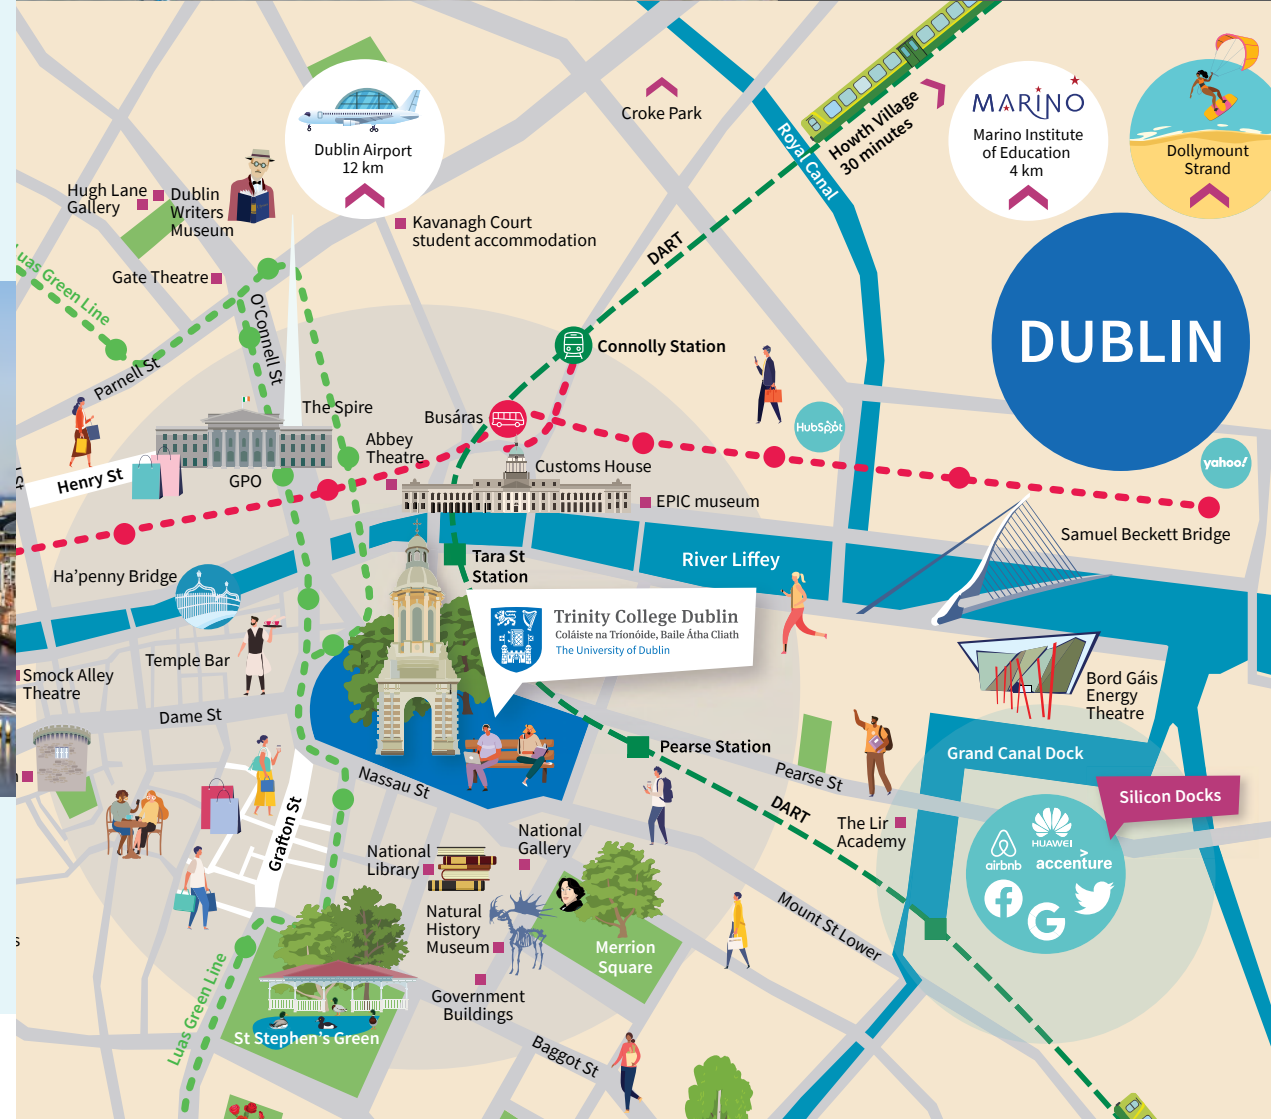 Dublin Airport
12 km
Croke Park
Howth Village
30 minutes
Royal Canal
MARINO
Marino Institute
of Education
4 km
Dollymount
Strand
Hugh Lane
Gallery
Dublin
Writers
Museum
Kavanagh Court
student accommodation
Gate Theatre
Luas Green Line
O'Connell St
DART
DUBLIN
Parnell St
Connolly Station
The Spire
Busáras
HubSpot
Abbey
Theatre
Henry St
GPO
Customs House
EPIC museum
yahoo!
Samuel Beckett Bridge
Tara St
Station
River Liffey
Ha'penny Bridge
Trinity College Dublin
Coláiste na Tríonóide, Baile Átha Cliath
The University of Dublin
Temple Bar
Smock Alley
Theatre
Dame St
Bord Gáis
Energy
Theatre
Grand Canal Dock
Pearse Station
Pearse St
Nassau St
DART
Silicon Docks
The Lir
Academy
HUAWEI
airbnb
accenture
G
Grafton St
National
Gallery
National
Library
Natural
History
Museum
Merrion
Square
Mount St Lower
Government
Buildings
Luas Green Line
St Stephen's Green
Baggot St